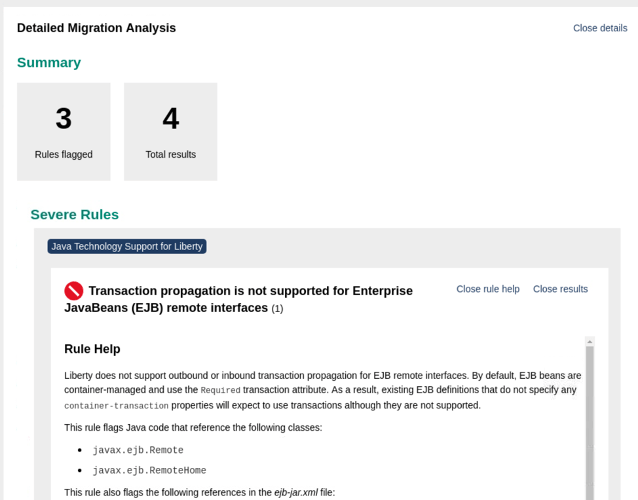 Detailed Migration Analysis
Close details
Summary
3
Rules flagged
4
Total results
Severe Rules
Java Technology Support for Liberty
Transaction propagation is not supported for Enterprise
JavaBeans (EJB) remote interfaces (1)
Close rule help
Close results
Rule Help
Liberty does not support outbound or inbound transaction propagation for EJB remote interfaces. By default, EJB beans are
container-managed and use the Required transaction attribute. As a result, existing EJB definitions that do not specify any
container-transaction properties will expect to use transactions although they are not supported.
This rule flags Java code that reference the following classes:
• javax.ejb.Remote
• javax.ejb.RemoteHome
This rule also flags the following references in the ejb-jar.xml file: